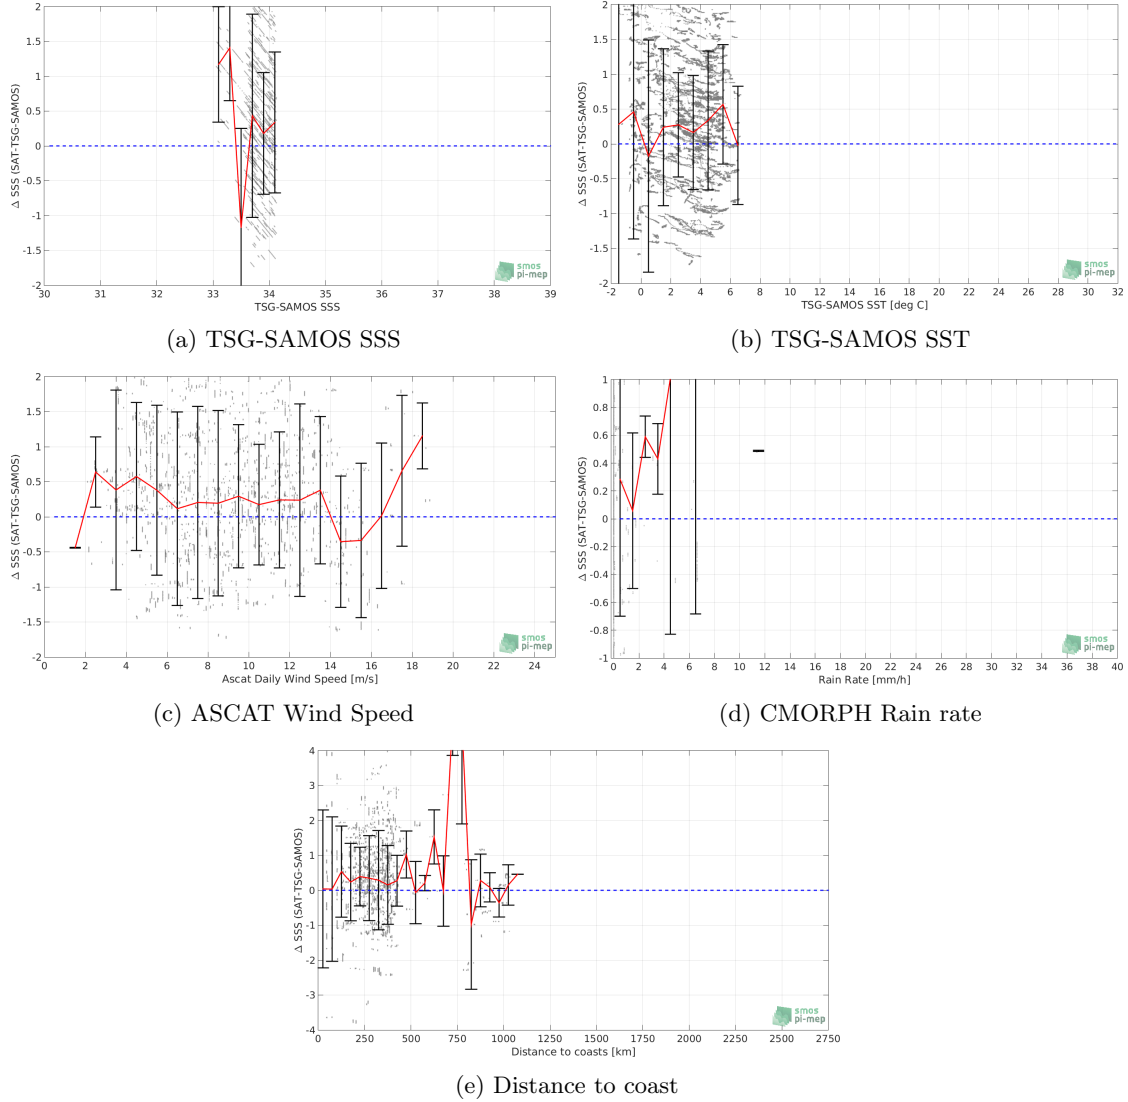 2
1.5
1
0.5
0
-0.5
-1
-1.5
-2
Δ SSS (SAT-TSG-SAMOS)
30 31 32 33 34 35 36 37 38 39
TSG-SAMOS SSS
smos
pi-mep
(a) TSG-SAMOS SSS
2
1.5
1
0.5
0
-0.5
-1
-1.5
-2
Δ SSS (SAT-TSG-SAMOS)
-2 0 2 4 6 8 10 12 14 16 18 20 22 24 26 28 30 32
TSG-SAMOS SST [deg C]
smos
pi-mep
(b) TSG-SAMOS SST
2
1.5
1
0.5
0
-0.5
-1
-1.5
-2
Δ SSS (SAT-TSG-SAMOS)
0 2 4 6 8 10 12 14 16 18 20 22 24
Ascat Daily Wind Speed [m/s]
smos
pi-mep
(c) ASCAT Wind Speed
1
0.8
0.6
0.4
0.2
0
-0.2
-0.4
-0.6
-0.8
-1
Δ SSS (SAT-TSG-SAMOS)
0 2 4 6 8 10 12 14 16 18 20 22 24 26 28 30 32 34 36 38 40
Rain Rate [mm/h]
smos
pi-mep
(d) CMORPH Rain rate
4
3
2
1
0
-1
-2
-3
-4
Δ SSS (SAT-TSG-SAMOS)
0 250 500 750 1000 1250 1500 1750 2000 2250 2500 2750
Distance to coasts [km]
smos
pi-mep
(e) Distance to coast